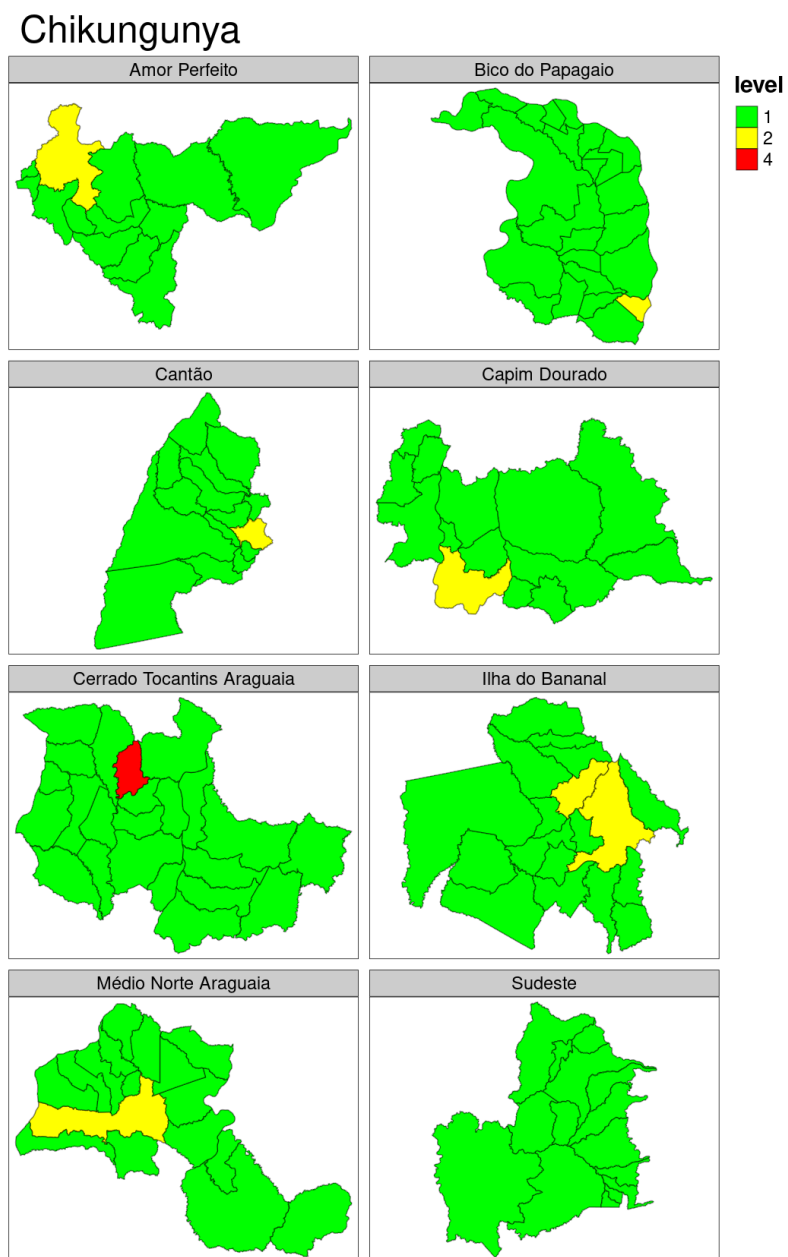 Chikungunya
Amor Perfeito
Bico do Papagaio
level
1
2
4
Cantão
Capim Dourado
Cerrado Tocantins Araguaia
Ilha do Bananal
Médio Norte Araguaia
Sudeste